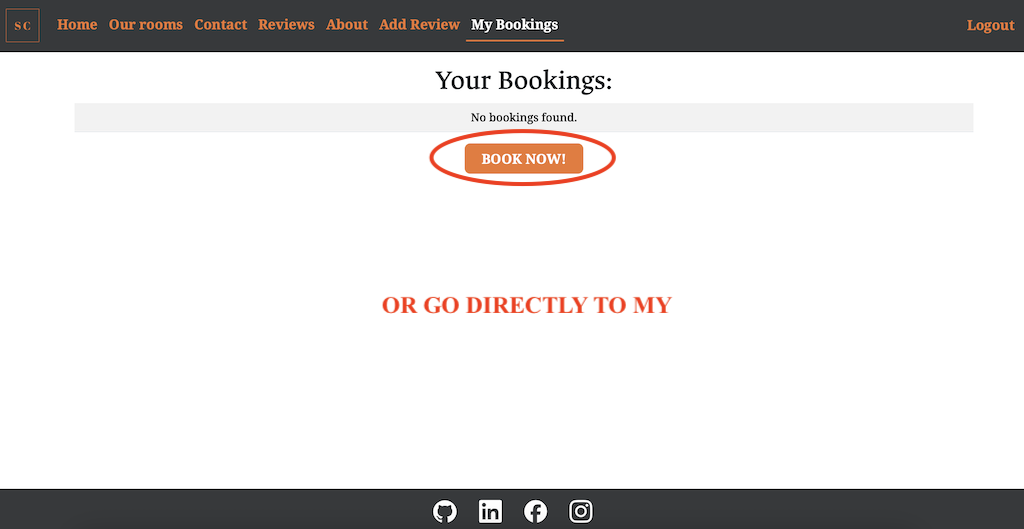 SC Home Our rooms Contact Reviews About Add Review My Bookings Logout
Your Bookings:
No bookings found.
BOOK NOW!
OR GO DIRECTLY TO MY
in